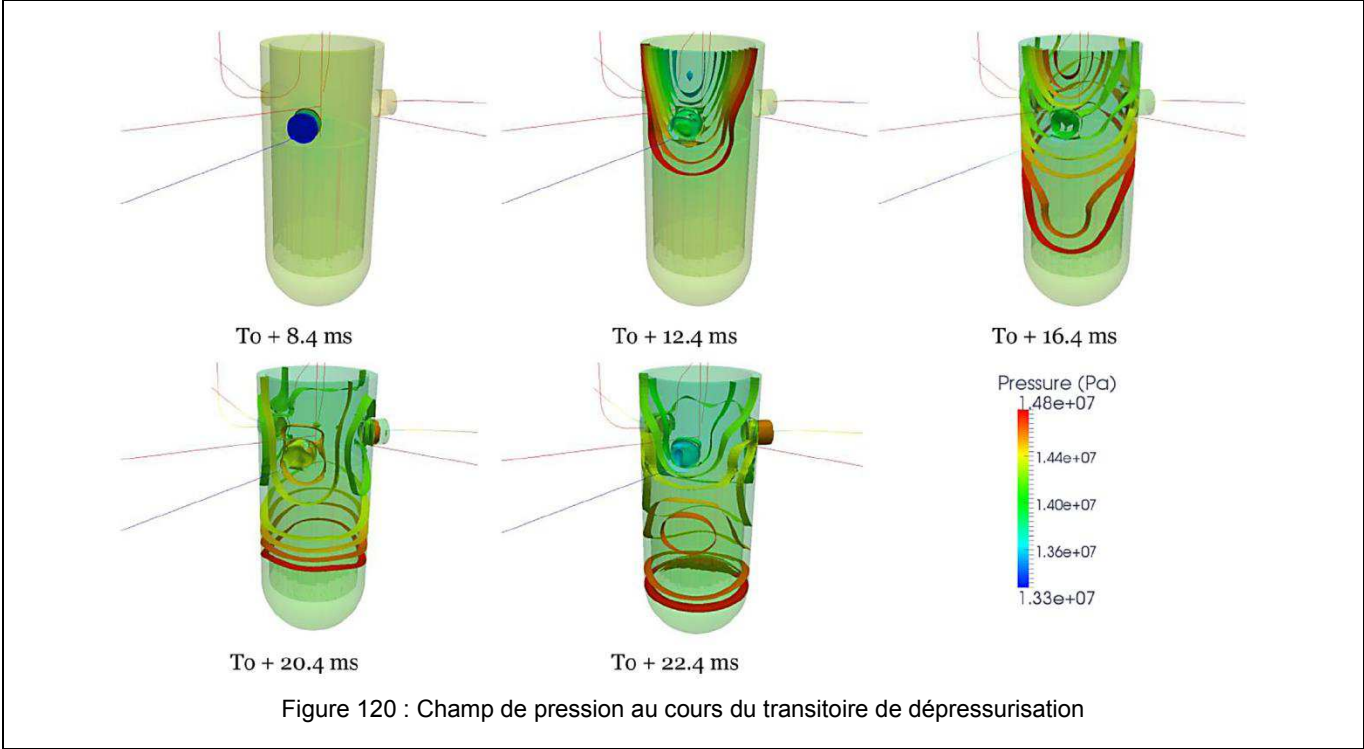 To + 8.4 ms
To + 12.4 ms
To + 16.4 ms
Pressure (Pa)
1.48e+07
1.44e+07
1.40e+07
1.36e+07
1.33e+07
To + 20.4 ms
To + 22.4 ms
Figure 120 : Champ de pression au cours du transitoire de dépressurisation